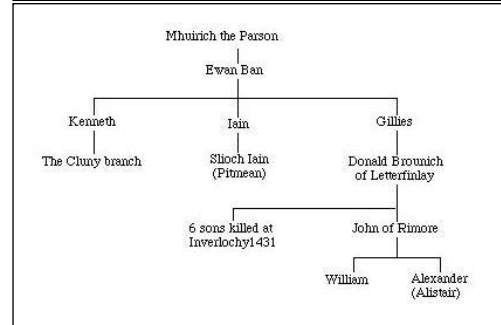 Mhuirich the Parson
Ewan Ban
Kenneth
Iain
Gillies
The Cluny branch
Slioch Iain
(Pitmean)
Donald Brounich
of Letterfinlay
6 sons killed at
Inverlochy1431
John of Rimore
William
Alexander
(Alistair)